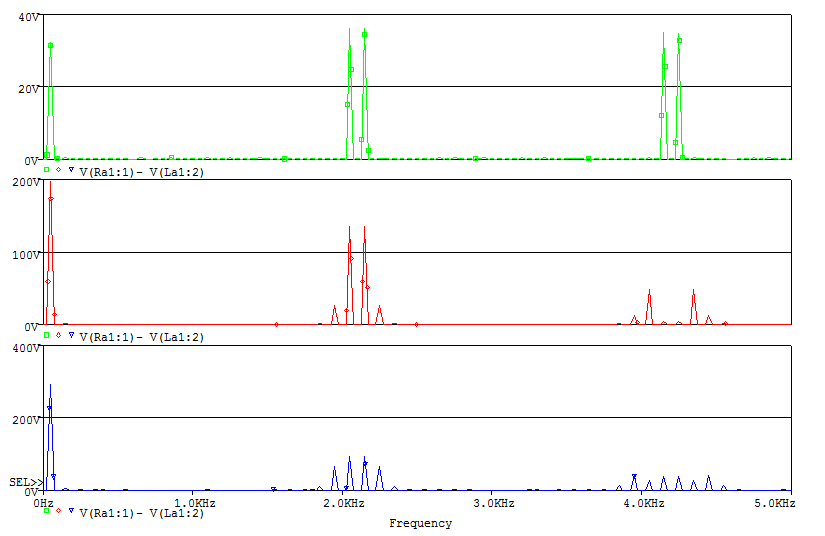 40V
20V
0V
V(Ra1:1)- V(La1:2)
200V
100V
0V
V(Ra1:1)- V(La1:2)
400V
200V
SEL>>
0V
0Hz 1.0KHz 2.0KHz 3.0KHz 4.0KHz 5.0KHz
V(Ra1:1)- V(La1:2)
Frequency